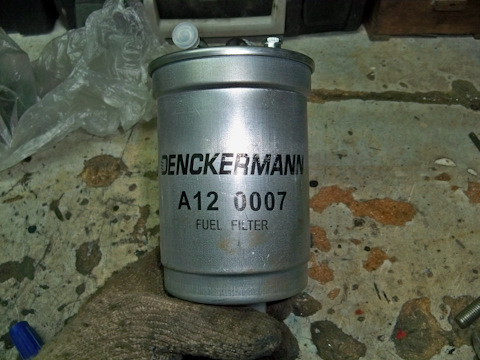 DENCKERMANN
A12 0007
FUEL FILTER